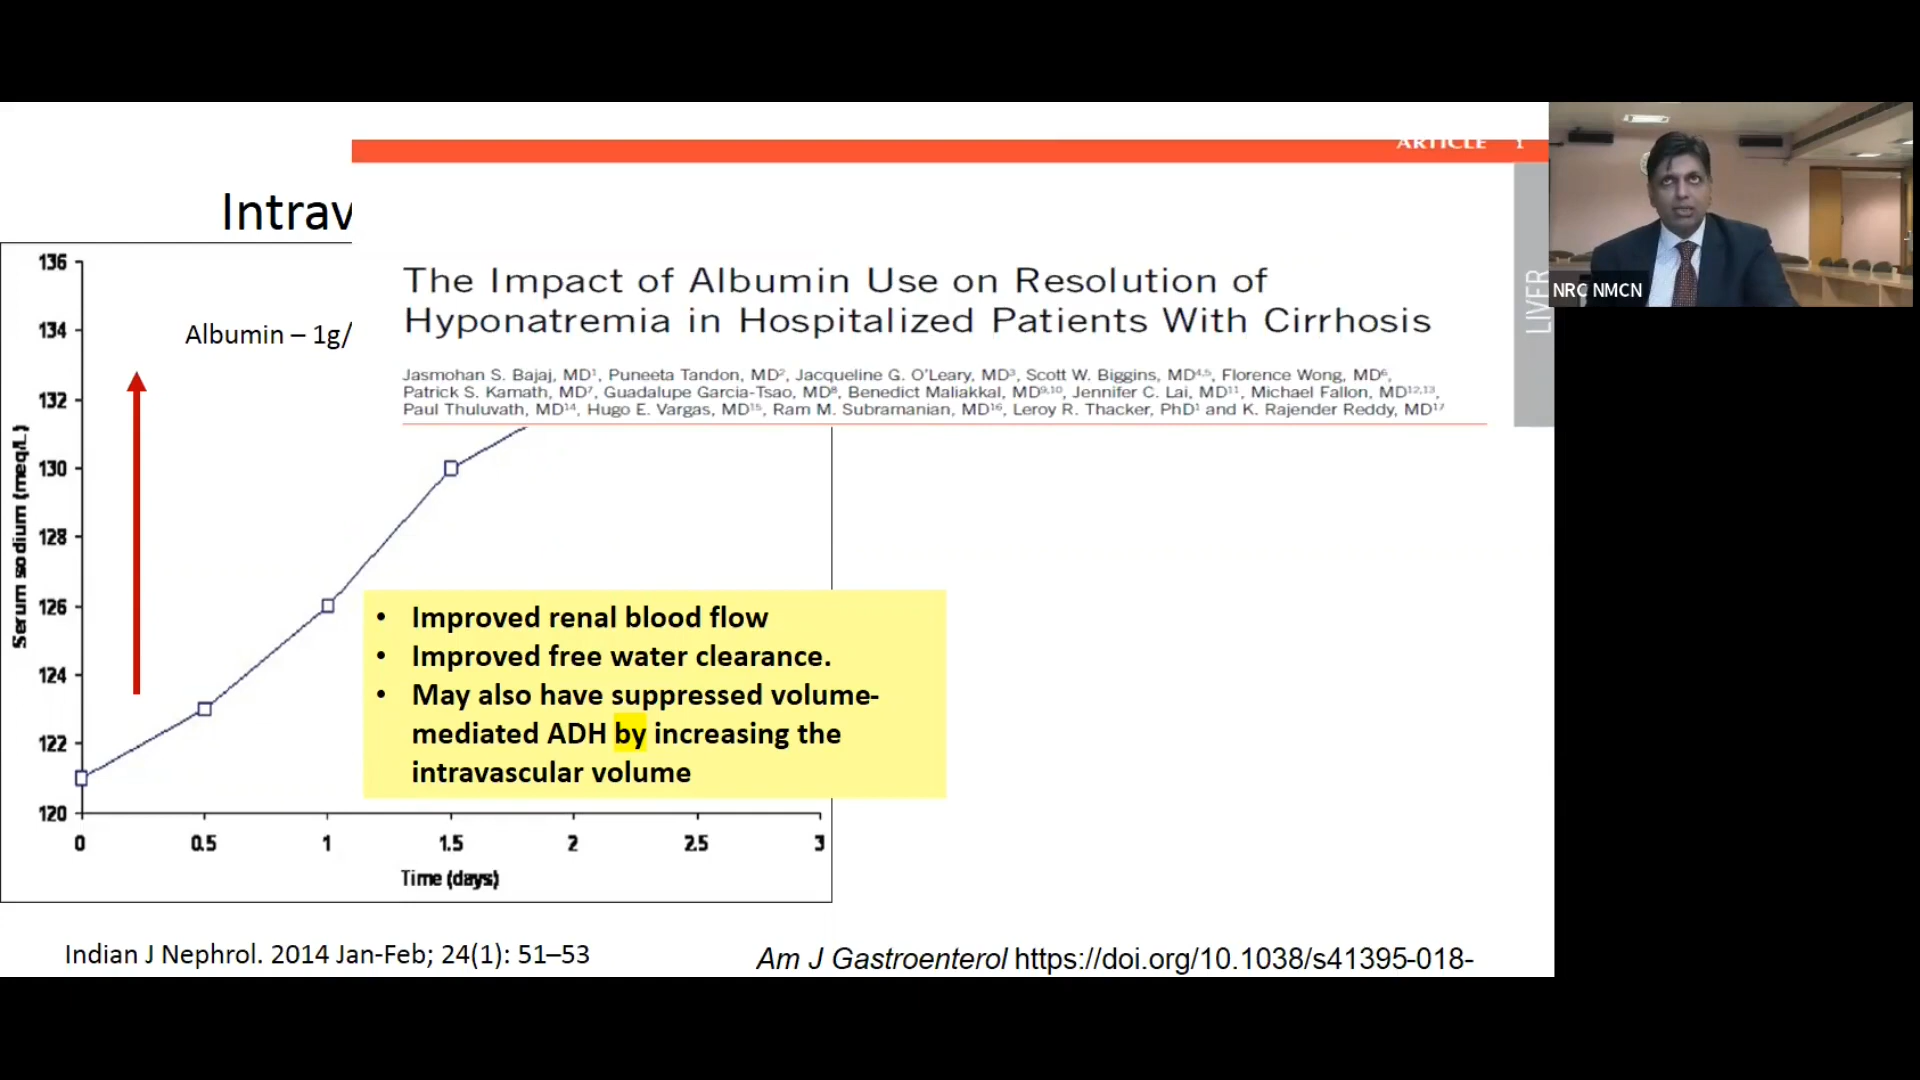 ARTICLE 1
Intrav
The Impact of Albumin Use on Resolution of
Hyponatremia in Hospitalized Patients With Cirrhosis
LIVER
NRC NMCN
Albumin – 1g/
Jasmohan S. Bajaj, MD1, Puneeta Tandon, MD2, Jacqueline G. O'Leary, MD3, Scott W. Biggins, MD4,5, Florence Wong, MD6,
Patrick S. Kamath, MD7, Guadalupe Garcia-Tsao, MD8, Benedict Maliakkal, MD9,10, Jennifer C. Lai, MD11, Michael Fallon, MD12,13,
Paul Thuluvath, MD14, Hugo E. Vargas, MD15, Ram M. Subramanian, MD16, Leroy R. Thacker, PhD1 and K. Rajender Reddy, MD17
136
134
132
130
128
126
124
122
120
Serum sodium (meq/L)
• Improved renal blood flow
• Improved free water clearance.
• May also have suppressed volume-
mediated ADH by increasing the
intravascular volume
0 0.5 1 1.5 2 2.5 3
Time (days)
Indian J Nephrol. 2014 Jan-Feb; 24(1): 51–53
Am J Gastroenterol https://doi.org/10.1038/s41395-018-